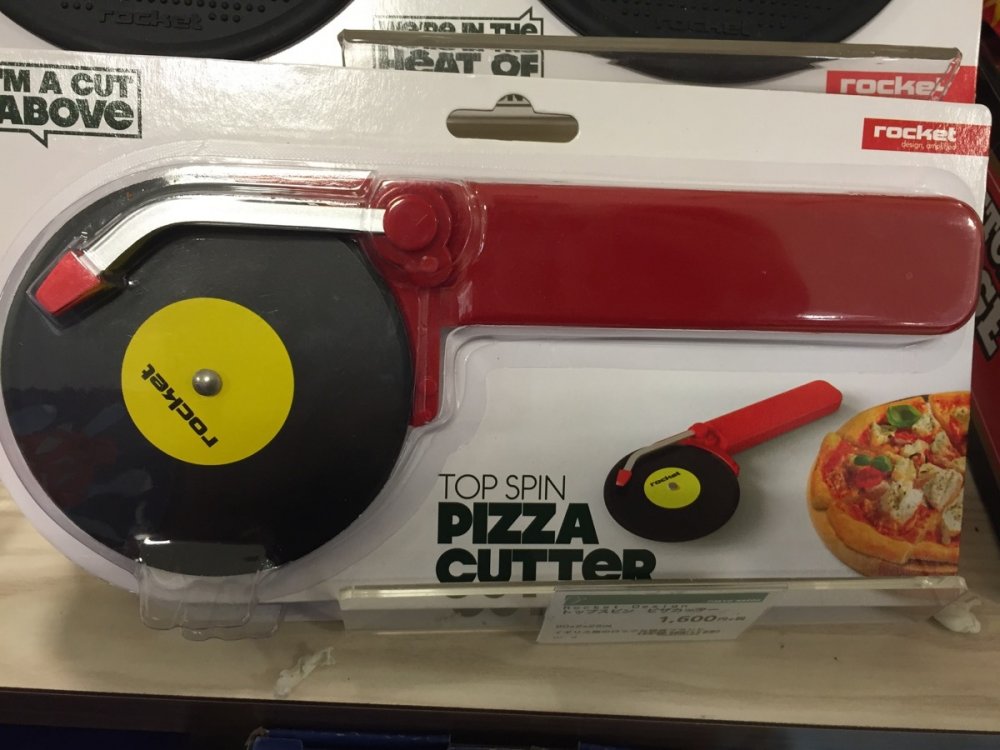 rocket
WE'RE IN THE
HEAT OF
rocket
I'M A CUT
ABOVE
rocket
design, amplified
rocket
rocket
TOP SPIN
PIZZA
CUTTER
Rocket Design
トップスピン ピザカッター
1,600円+税